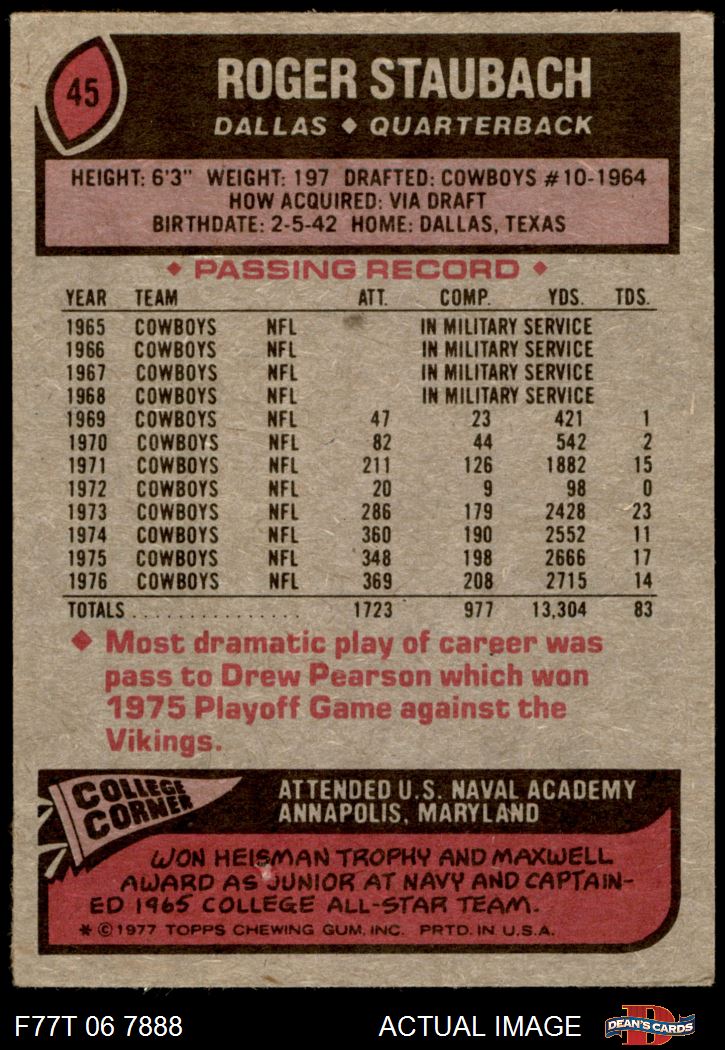 45
ROGER STAUBACH
DALLAS ◆ QUARTERBACK
HEIGHT: 6'3" WEIGHT: 197 DRAFTED: COWBOYS #10-1964
HOW ACQUIRED: VIA DRAFT
BIRTHDATE: 2-5-42 HOME: DALLAS, TEXAS
◆ PASSING RECORD ◆
YEAR TEAM ATT. COMP. YDS. TDS.
1965 COWBOYS NFL IN MILITARY SERVICE
1966 COWBOYS NFL IN MILITARY SERVICE
1967 COWBOYS NFL IN MILITARY SERVICE
1968 COWBOYS NFL IN MILITARY SERVICE
1969 COWBOYS NFL 47 23 421 1
1970 COWBOYS NFL 82 44 542 2
1971 COWBOYS NFL 211 126 1882 15
1972 COWBOYS NFL 20 9 98 0
1973 COWBOYS NFL 286 179 2428 23
1974 COWBOYS NFL 360 190 2552 11
1975 COWBOYS NFL 348 198 2666 17
1976 COWBOYS NFL 369 208 2715 14
TOTALS................ 1723 977 13,304 83
◆ Most dramatic play of career was
pass to Drew Pearson which won
1975 Playoff Game against the
Vikings.
COLLEGE
CORNER
ATTENDED U.S. NAVAL ACADEMY
ANNAPOLIS, MARYLAND
WON HEISMAN TROPHY AND MAXWELL
AWARD AS JUNIOR AT NAVY AND CAPTAIN-
ED 1965 COLLEGE ALL-STAR TEAM.
* © 1977 TOPPS CHEWING GUM, INC. PRTD. IN U.S.A.
F77T 06 7888 ACTUAL IMAGE
D
DEAN'S CARDS